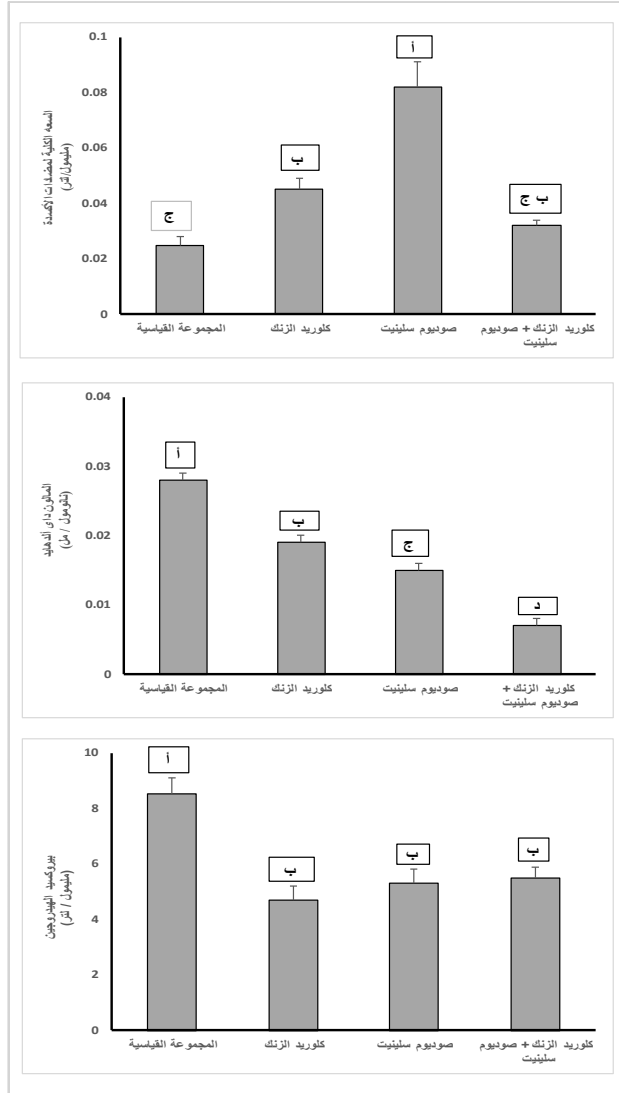 السعه الكلية لمضادات الأكسدة
(مليمول/لتر)
0.1
0.08
0.06
0.04
0.02
0
أ
ب
ب ج
ج
المجموعة القياسية
كلوريد الزنك
صوديوم سلينيت
كلوريد الزنك + صوديوم
سلينيت
المالون داى ألدهايد
(نانومول / مل)
0.04
0.03
0.02
0.01
0
أ
ب
ج
د
المجموعة القياسية
كلوريد الزنك
صوديوم سلينيت
كلوريد الزنك +
صوديوم سلينيت
بيروكسيد الهيدروجين
(مليمول / لتر)
10
8
6
4
2
0
أ
ب
ب
ب
المجموعة القياسية
كلوريد الزنك
صوديوم سلينيت
كلوريد الزنك + صوديوم
سلينيت